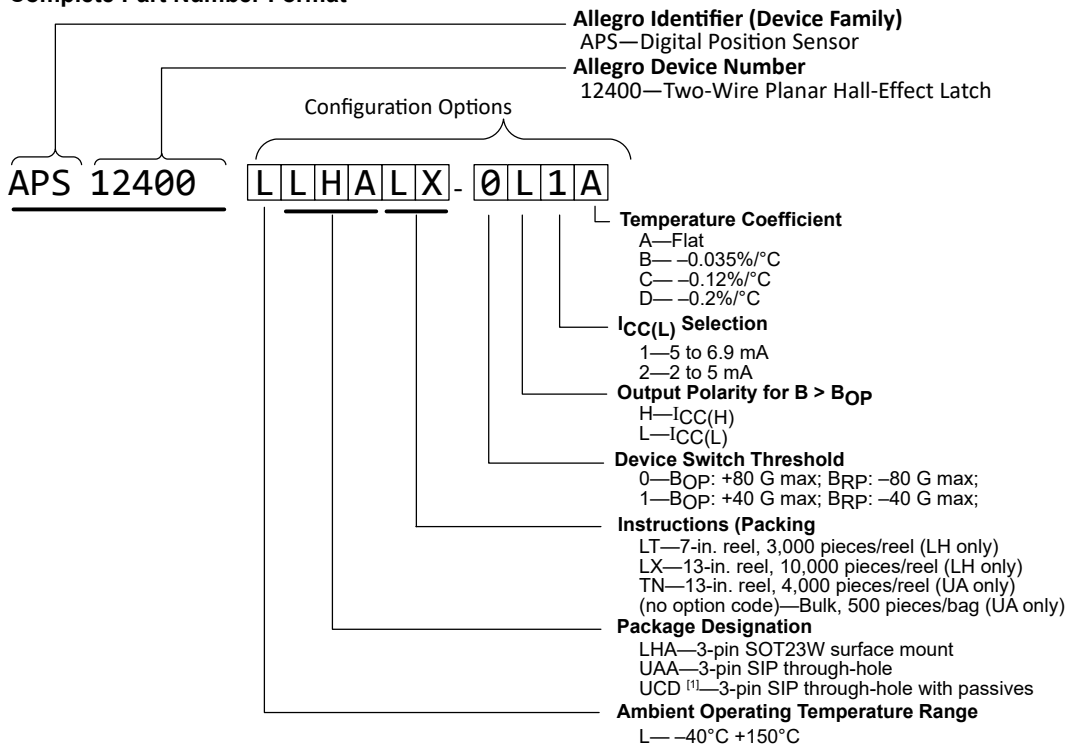 Complete Part Number Format
Allegro Identifier (Device Family)
APS—Digital Position Sensor
Allegro Device Number
12400—Two-Wire Planar Hall-Effect Latch
Configuration Options
APS 12400 LLHALX - 0L1A
Temperature Coefficient
A—Flat
B— –0.035%/°C
C— –0.12%/°C
D— –0.2%/°C
ICC(L) Selection
1—5 to 6.9 mA
2—2 to 5 mA
Output Polarity for B > BOP
H—ICC(H)
L—ICC(L)
Device Switch Threshold
0—BOP: +80 G max; BRP: –80 G max;
1—BOP: +40 G max; BRP: –40 G max;
Instructions (Packing
LT—7-in. reel, 3,000 pieces/reel (LH only)
LX—13-in. reel, 10,000 pieces/reel (LH only)
TN—13-in. reel, 4,000 pieces/reel (UA only)
(no option code)—Bulk, 500 pieces/bag (UA only)
Package Designation
LHA—3-pin SOT23W surface mount
UAA—3-pin SIP through-hole
UCD [1]—3-pin SIP through-hole with passives
Ambient Operating Temperature Range
L— –40°C +150°C